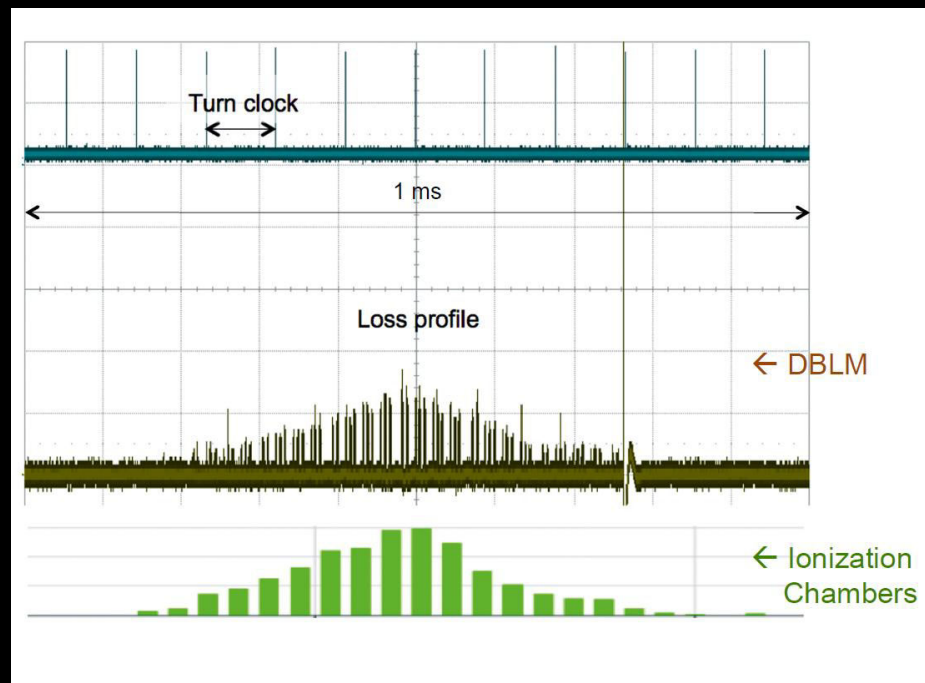 Turn clock
1 ms
Loss profile
← DBLM
← Ionization
Chambers